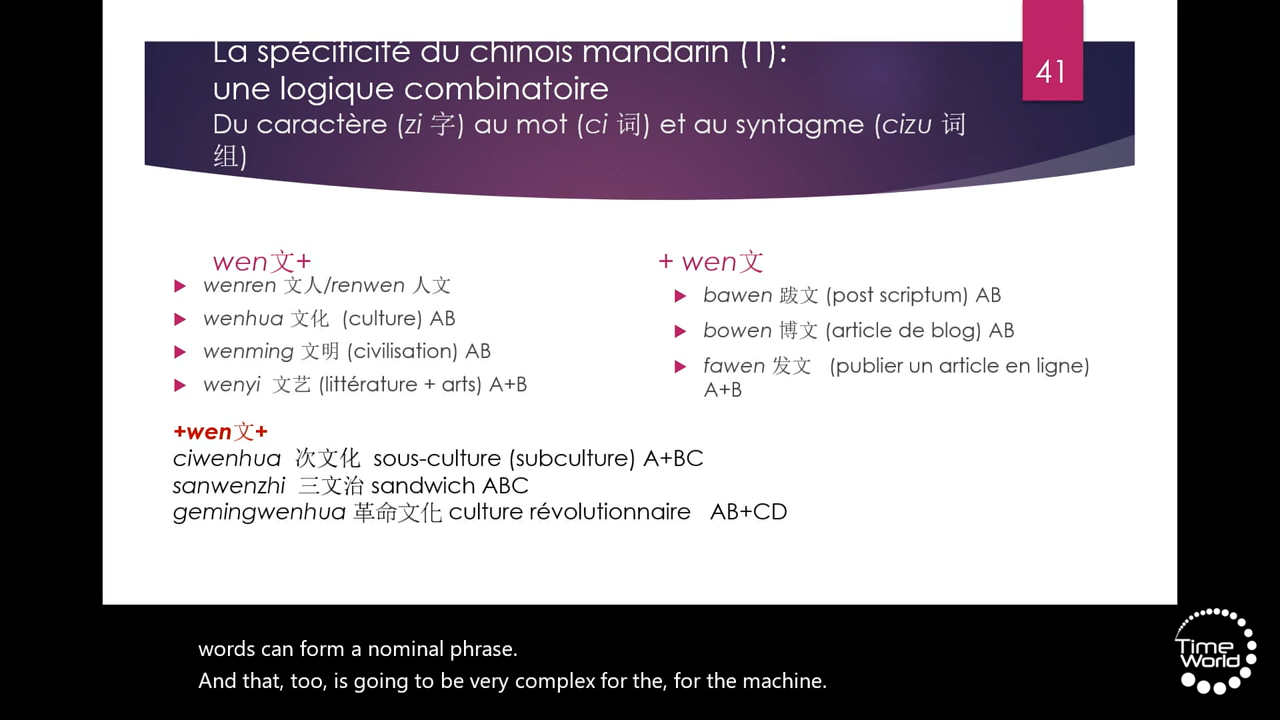 La spécificité du chinois mandarin (1):
une logique combinatoire
Du caractère (zi 字) au mot (ci 词) et au syntagme (cizu 词
组)
41
wen文+
wenren 文人/renwen 人文
wenhua 文化 (culture) AB
wenming 文明 (civilisation) AB
wenyi 文艺 (littérature + arts) A+B
+ wen文
bawen 跋文 (post scriptum) AB
bowen 博文 (article de blog) AB
fawen 发文 (publier un article en ligne)
A+B
+wen文+
ciwenhua 次文化 sous-culture (subculture) A+BC
sanwenzhi 三文治 sandwich ABC
gemingwenhua 革命文化 culture révolutionnaire AB+CD
words can form a nominal phrase.
And that, too, is going to be very complex for the, for the machine.
Time
World